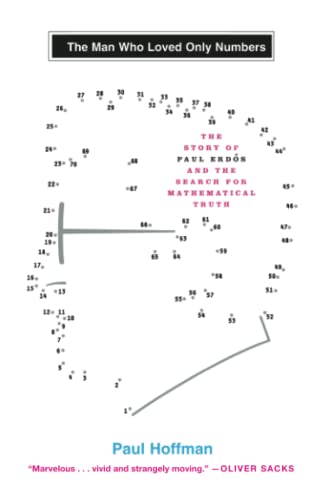 The Man Who Loved Only Numbers
27 28 30 31 33
29 32 35 37 38
26 34 36 40
39 41
25 42
THE
43
STORY OF
24 69 44
PAUL ERDŐS
23 70 68
AND THE
SEARCH FOR
22 67 45
MATHEMATICAL
TRUTH
21 46
66 62 61 60 47
20 63 48
19
18 65 64 59
17 49
16 58 50
15 14 13 56 57 51
55
12 11 10 54 53 52
9
8
7
6
5
4 3
2
1
Paul Hoffman
“Marvelous . . . vivid and strangely moving.” —OLIVER SACKS